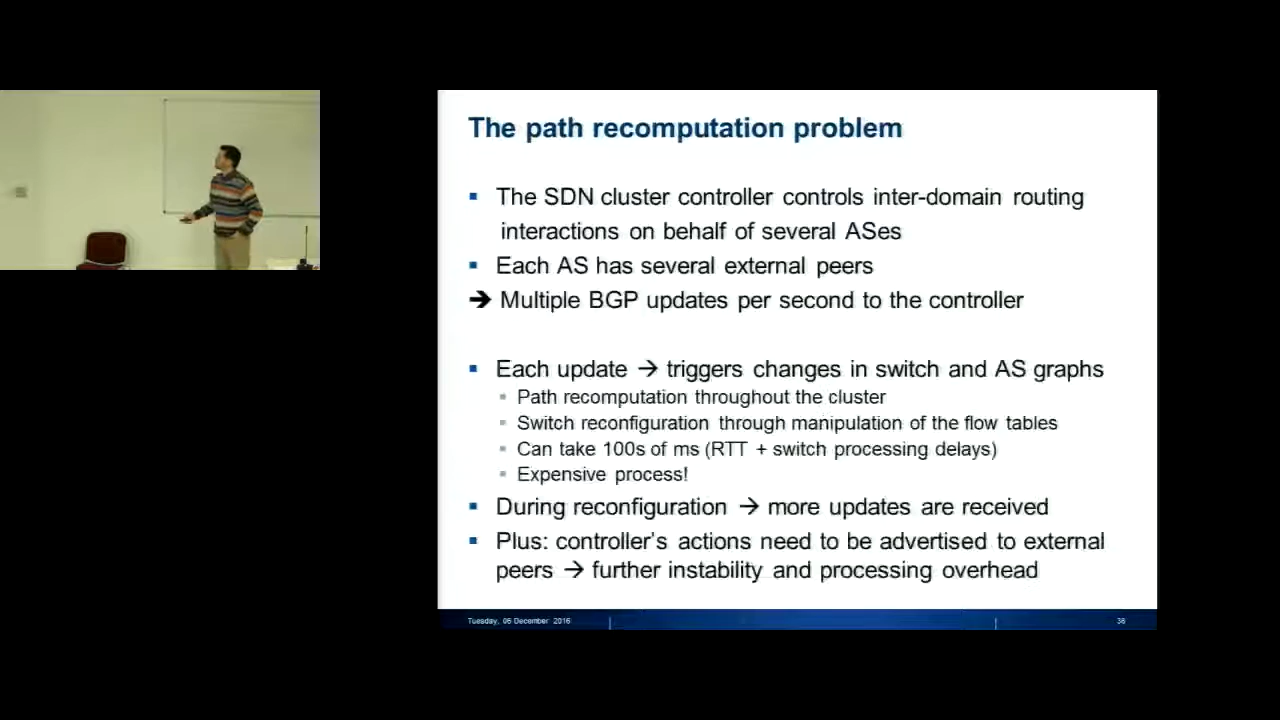 The path recomputation problem
▪ The SDN cluster controller controls inter-domain routing
interactions on behalf of several ASes
▪ Each AS has several external peers
➔ Multiple BGP updates per second to the controller
▪ Each update → triggers changes in switch and AS graphs
▪ Path recomputation throughout the cluster
▪ Switch reconfiguration through manipulation of the flow tables
▪ Can take 100s of ms (RTT + switch processing delays)
▪ Expensive process!
▪ During reconfiguration → more updates are received
▪ Plus: controller's actions need to be advertised to external
peers → further instability and processing overhead
Tuesday, 06 December 2016
38